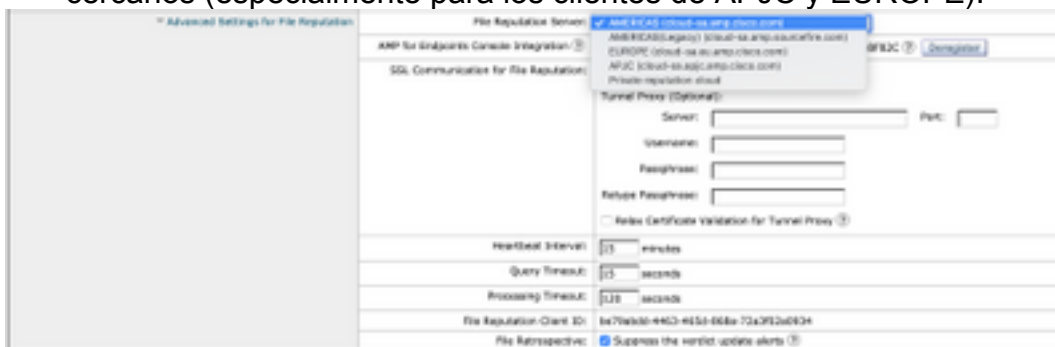 cercanos (especialmente para los clientes de APJC y EUROPE).
Advanced Settings for File Reputation
File Reputation Server: ✓ AMERICAS (cloud-sa.amp.cisco.com)
AMERICAS(Legacy) (cloud-sa.amp.sourcefire.com)
EUROPE (cloud-sa.eu.amp.cisco.com)
APJC (cloud-sa.apjc.amp.cisco.com)
Private reputation cloud
AMP for Endpoints Console Integration Deregister
SSL Communication for File Reputation:
Tunnel Proxy (Optional):
Server: Port:
Username:
Passphrase:
Retype Passphrase:
Relax Certificate Validation for Tunnel Proxy
Heartbeat Interval: 15 minutes
Query Timeout: 15 seconds
Processing Timeout: 120 seconds
File Reputation Client ID:
File Retrospective: Suppress the verdict update alerts